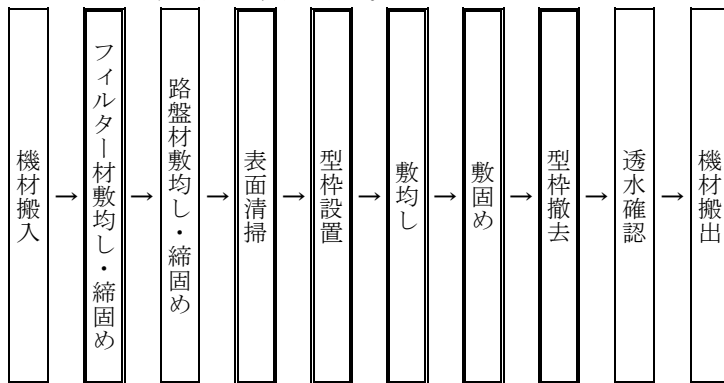 機材搬入
→
フィルター材敷均し・締固め
→
路盤材敷均し・締固め
→
表面清掃
→
型枠設置
→
敷均し
→
敷固め
→
型枠撤去
→
透水確認
→
機材搬出